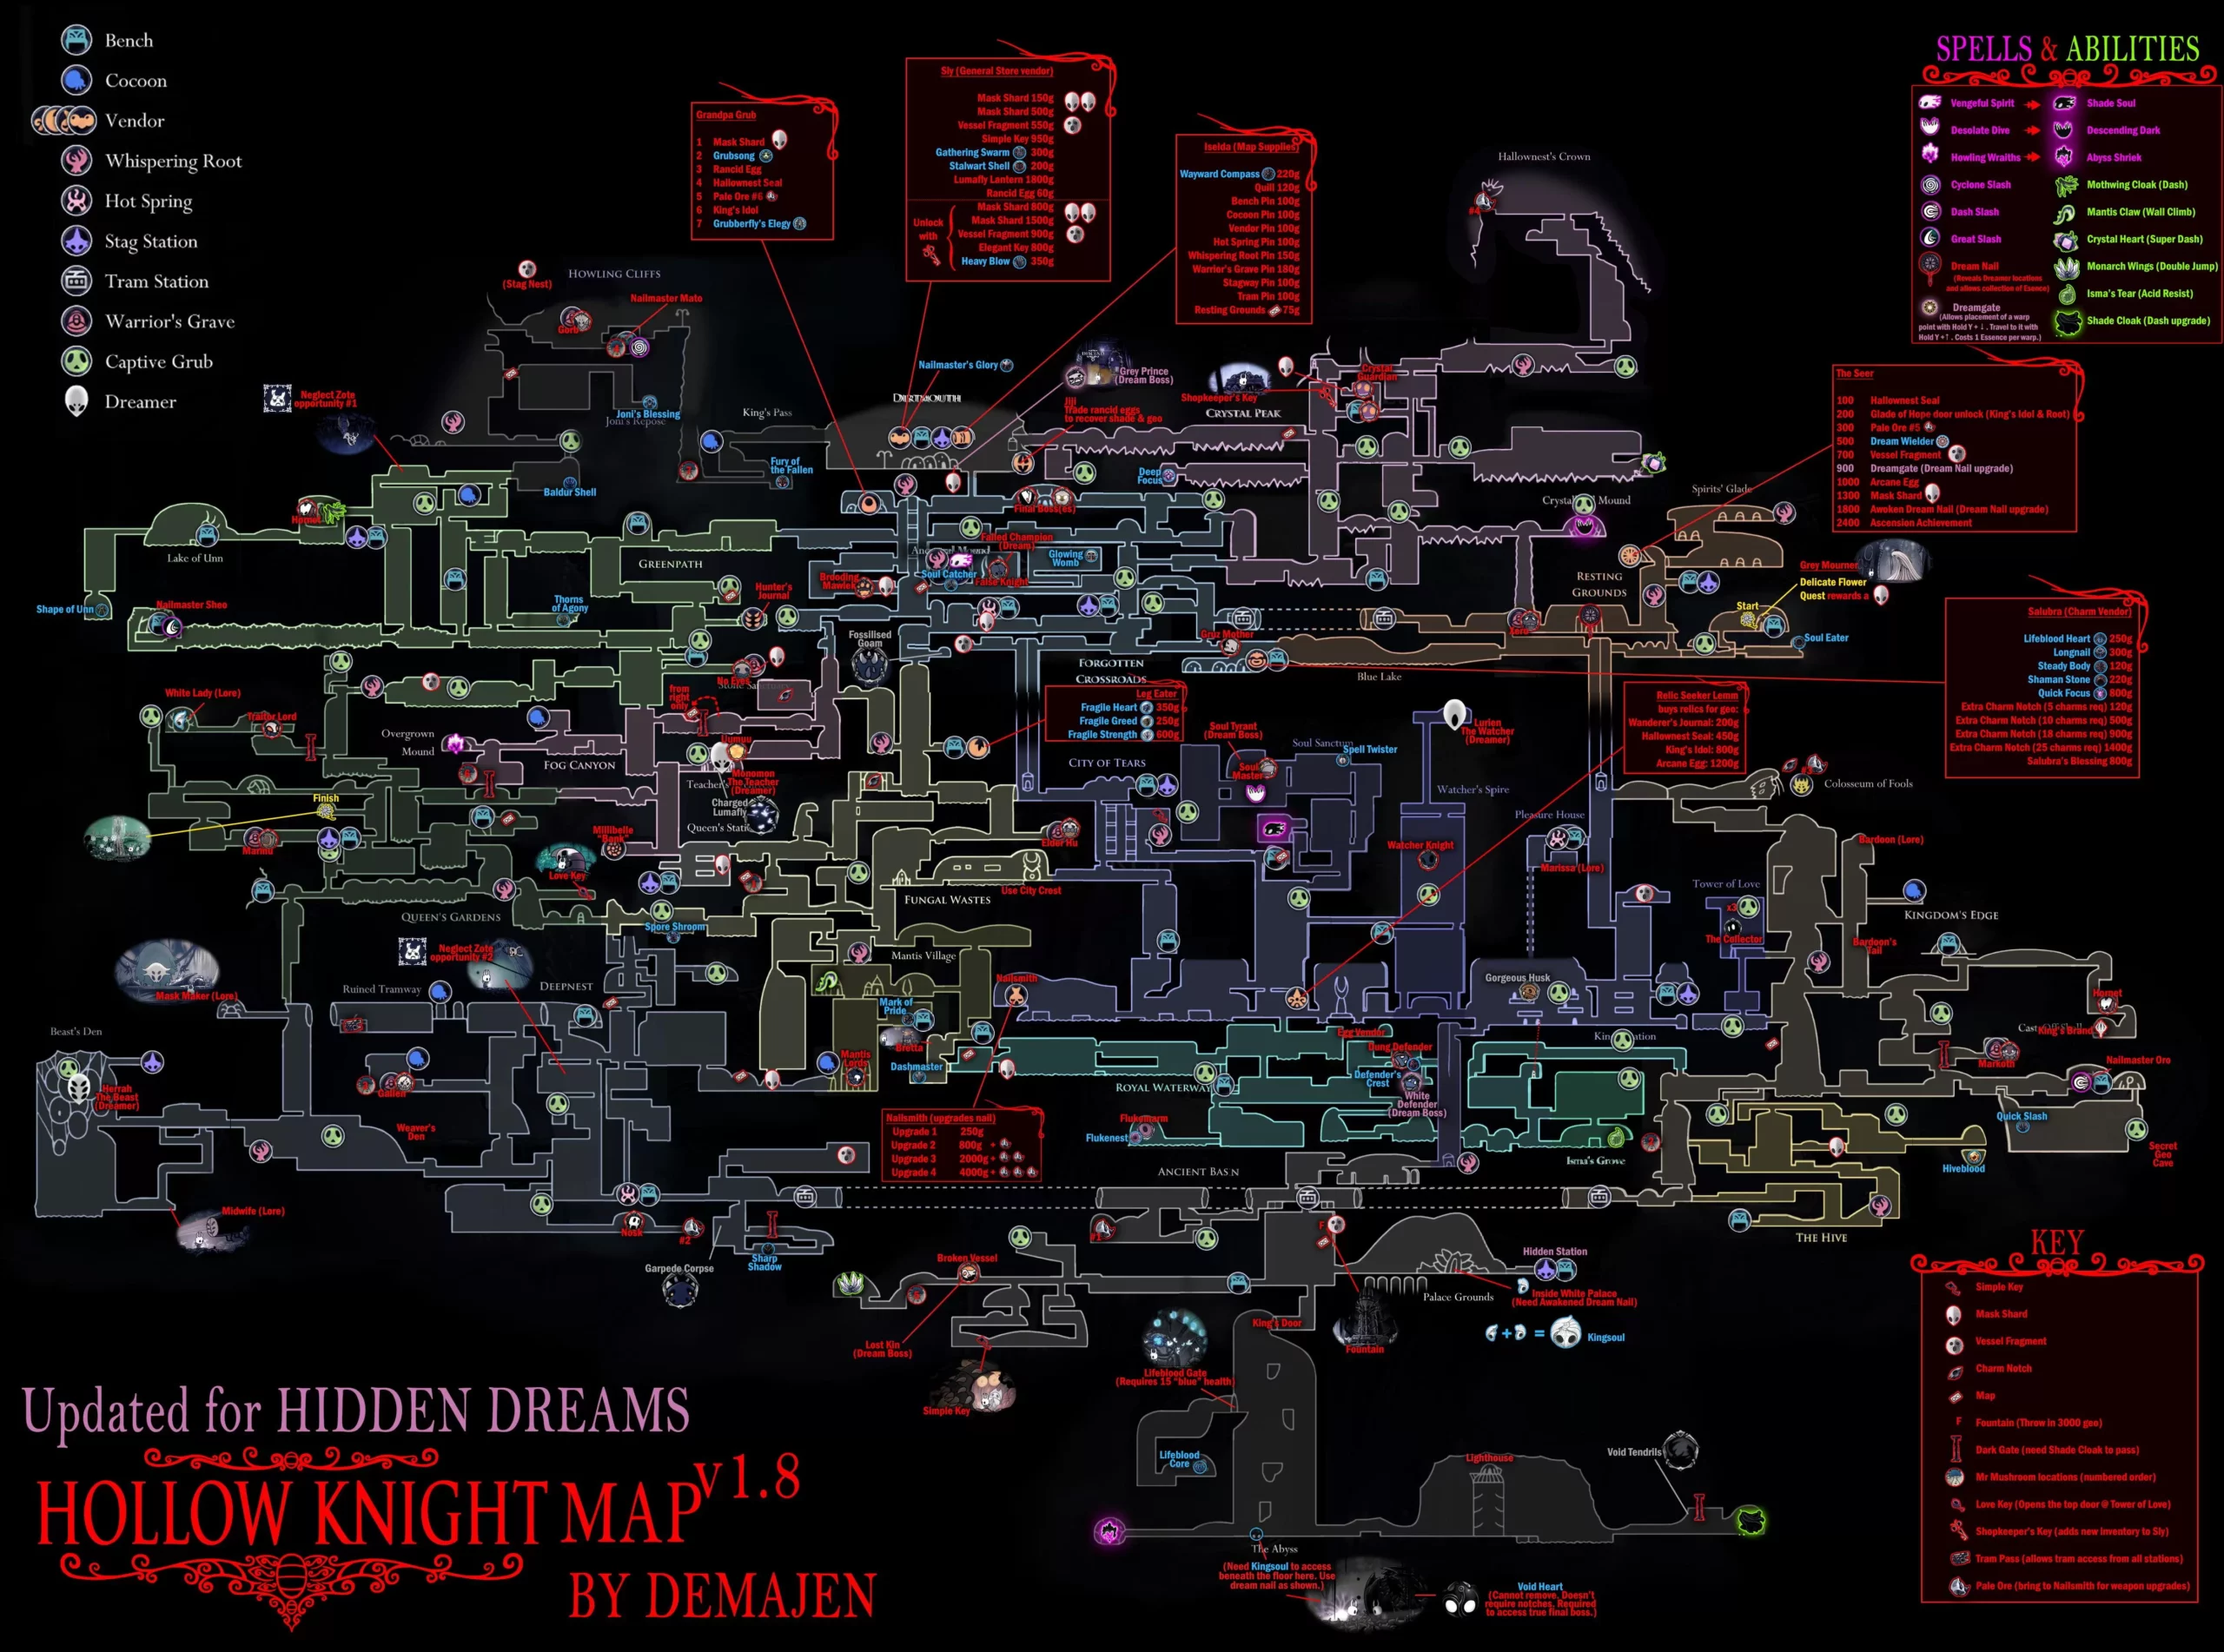 Bench
Cocoon
Vendor
Whispering Root
Hot Spring
Stag Station
Tram Station
Warrior's Grave
Captive Grub
Dreamer
Grandpa Grub
1 Mask Shard
2 Grubsong
3 Rancid Egg
4 Hallownest Seal
5 Pale Ore #6
6 King's Idol
7 Grubberfly's Elegy
Sly (General Store vendor)
Mask Shard 150g
Mask Shard 500g
Vessel Fragment 550g
Simple Key 950g
Gathering Swarm 300g
Stalwart Shell 200g
Lumafly Lantern 1800g
Rancid Egg 60g
Unlock
with
Mask Shard 800g
Mask Shard 1500g
Vessel Fragment 900g
Elegant Key 800g
Heavy Blow 350g
Iselda (Map Supplies)
Wayward Compass 220g
Quill 120g
Bench Pin 100g
Cocoon Pin 100g
Vender Pin 100g
Hot Spring Pin 100g
Whispering Root Pin 150g
Warrior's Grave Pin 180g
Stagway Pin 100g
Tram Pin 100g
Resting Grounds 75g
SPELLS & ABILITIES
Vengeful Spirit
Shade Soul
Desolate Dive
Descending Dark
Howling Wraiths
Abyss Shriek
Cyclone Slash
Mothwing Cloak (Dash)
Dash Slash
Mantis Claw (Wall Climb)
Great Slash
Crystal Heart (Super Dash)
Dream Nail
(Reveals Dreamer locations
and allows collection of Esence)
Monarch Wings (Double Jump)
Isma's Tear (Acid Resist)
Dreamgate
(Allows placement of a warp
point with Hold Y + ↓. Travel to it with
Hold Y +↑. Costs 1 Essence per warp.)
Shade Cloak (Dash upgrade)
The Seer
100 Hallownest Seal
200 Glade of Hope door unlock (King's Idol & Root)
300 Pale Ore #5
500 Dream Wielder
700 Vessel Fragment
900 Dreamgate (Dream Nail upgrade)
1000 Arcane Egg
1300 Mask Shard
1800 Awoken Dream Nail (Dream Nail upgrade)
2400 Ascension Achievement
Hallownest's Crown
#4
HOWLING CLIFFS
(Stag Nest)
Nailmaster Mato
Gorb
Neglect Zote
opportunity #1
Joni's Blessing
Joni's Repose
King's Pass
Fury of
the Fallen
Baldur Shell
Nailmaster's Glory
DIRTMOUTH
Grey Prince
(Dream Boss)
Jiji
Trade rancid eggs
to recover shade & geo
Shopkeeper's Key
CRYSTAL PEAK
Crystal
Guardian
Deep
Focus
Final Boss(es)
Crystal Mound
Spirits' Glade
RESTING
GROUNDS
Grey Mourner
Delicate Flower
Quest rewards a
Start
Soul Eater
Xero
Hornet
Lake of Unn
Shape of Unn
Nailmaster Sheo
GREENPATH
Thorns
of Agony
Hunter's
Journal
Brooding
Mawlek
Ancestral Mound
Soul Catcher
Failed Champion
(Dream)
False Knight
Glowing
Womb
Gruz Mother
Fossilised
Goam
No Eyes
Stone Sanctuary
from
right
only
FORGOTTEN
CROSSROADS
Blue Lake
Leg Eater
Fragile Heart 350g
Fragile Greed 250g
Fragile Strength 600g
Relic Seeker Lemm
buys relics for geo:
Wanderer's Journal: 200g
Hallownest Seal: 450g
King's Idol: 800g
Arcane Egg: 1200g
Salubra (Charm Vendor)
Lifeblood Heart 250g
Longnail 300g
Steady Body 120g
Shaman Stone 220g
Quick Focus 800g
Extra Charm Notch (5 charms req) 120g
Extra Charm Notch (10 charms req) 500g
Extra Charm Notch (18 charms req) 900g
Extra Charm Notch (25 charms req) 1400g
Salubra's Blessing 800g
White Lady (Lore)
Traitor Lord
Overgrown
Mound
FOG CANYON
Uumuu
Monomon
The Teacher
(Dreamer)
Charged
Lumafly
Queen's Station
Millibelle
"Bank"
Finish
Marmu
Love Key
QUEEN'S GARDENS
Spore Shroom
Elder Hu
Use City Crest
FUNGAL WASTES
Mantis Village
CITY OF TEARS
Soul Tyrant
(Dream Boss)
Soul
Master
Soul Sanctum
Spell Twister
Lurien
The Watcher
(Dreamer)
Watcher's Spire
Watcher Knight
Pleasure House
Marissa (Lore)
Colosseum of Fools
Bardoon (Lore)
Tower of Love
x3
The Collector
KINGDOM'S EDGE
Bardoon's
Tail
Hornet
King's Brand
Markoth
Nailmaster Oro
Quick Slash
Secret
Geo
Cave
Mask Maker (Lore)
Neglect Zote
opportunity #2
Ruined Tramway
DEEPNEST
Beast's Den
Herrah
The Beast
(Dreamer)
Galien
Weaver's
Den
Midwife (Lore)
Nosk
#2
Sharp
Shadow
Garpede Corpse
Mark of
Pride
Bretta
Dashmaster
Mantis
Lords
Nailsmith
Nailsmith (upgrades nail)
Upgrade 1 250g
Upgrade 2 800g +
Upgrade 3 2000g +
Upgrade 4 4000g +
Gorgeous Husk
Egg Vendor
Dung Defender
Defender's
Crest
White
Defender
(Dream Boss)
ROYAL WATERWAYS
Flukemarm
Flukenest
Isma's Grove
Hiveblood
THE HIVE
ANCIENT BASIN
#1
F
Broken Vessel
Lost Kin
(Dream Boss)
Simple Key
Hidden Station
Palace Grounds
Inside White Palace
(Need Awakened Dream Nail)
+ =
Kingsoul
Fountain
King's Door
Lifeblood Gate
(Requires 15 "blue" health)
Lifeblood
Core
Lighthouse
Void Tendrils
The Abyss
(Need Kingsoul to access
beneath the floor here. Use
dream nail as shown.)
Void Heart
(Cannot remove. Doesn't
require notches. Required
to access true final boss.)
KEY
Simple Key
Mask Shard
Vessel Fragment
Charm Notch
Map
F Fountain (Throw in 3000 geo)
Dark Gate (need Shade Cloak to pass)
Mr Mushroom locations (numbered order)
Love Key (Opens the top door @ Tower of Love)
Shopkeeper's Key (adds new inventory to Sly)
Tram Pass (allows tram access from all stations)
Pale Ore (bring to Nailsmith for weapon upgrades)
Updated for HIDDEN DREAMS
HOLLOW KNIGHT MAP v1.8
BY DEMAJEN